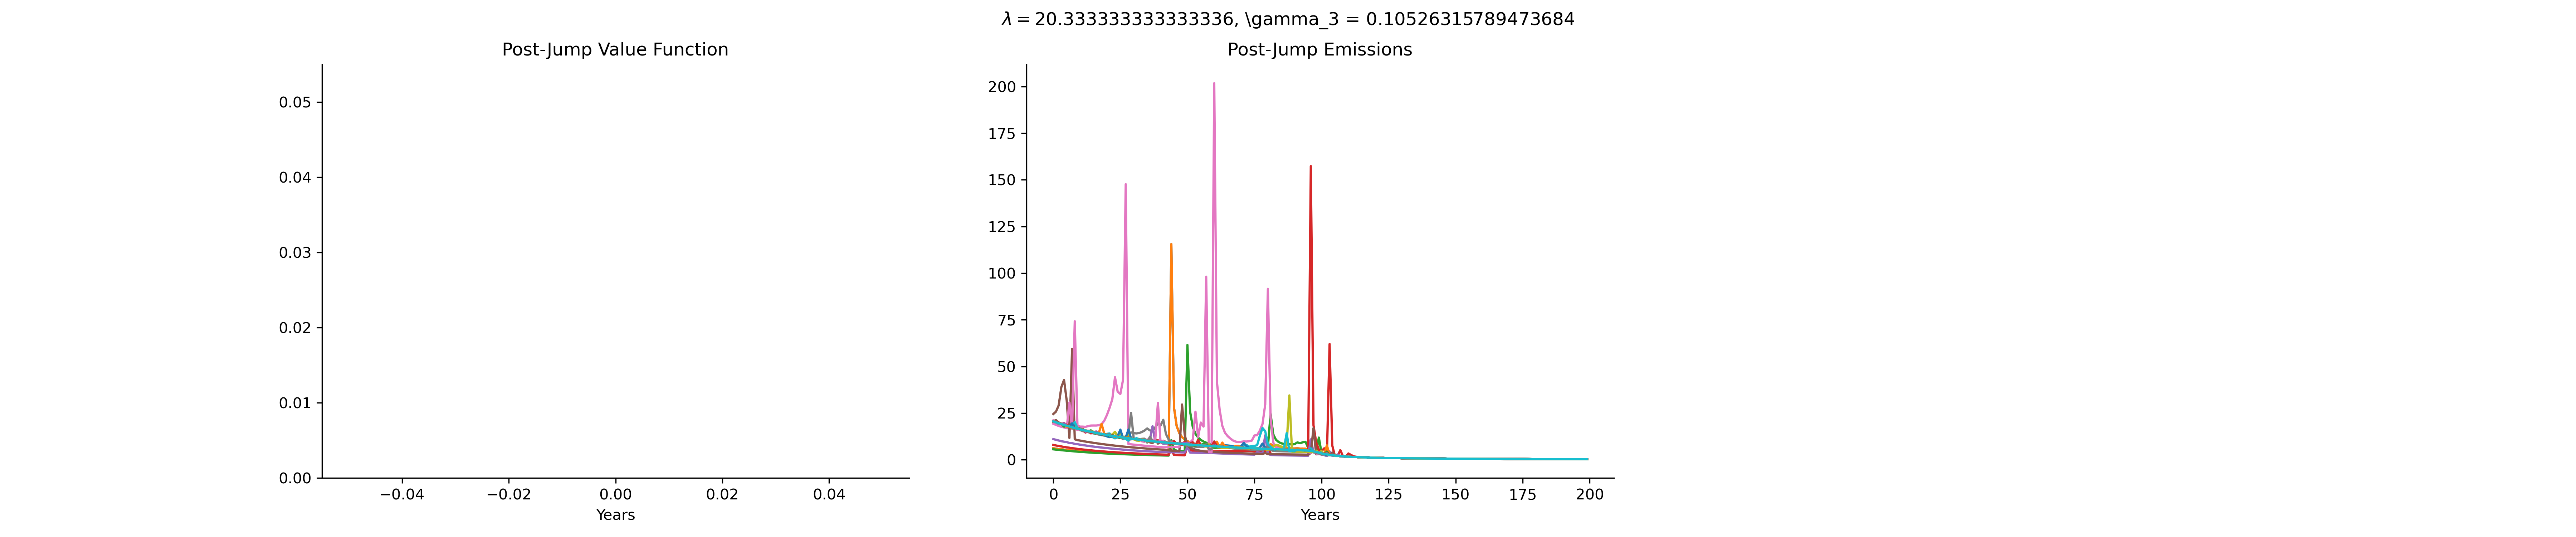 λ = 20.333333333333336, \gamma_3 = 0.10526315789473684
Post-Jump Value Function
0.05
0.04
0.03
0.02
0.01
0.00
−0.04 −0.02 0.00 0.02 0.04
Years
Post-Jump Emissions
200
175
150
125
100
75
50
25
0
0 25 50 75 100 125 150 175 200
Years